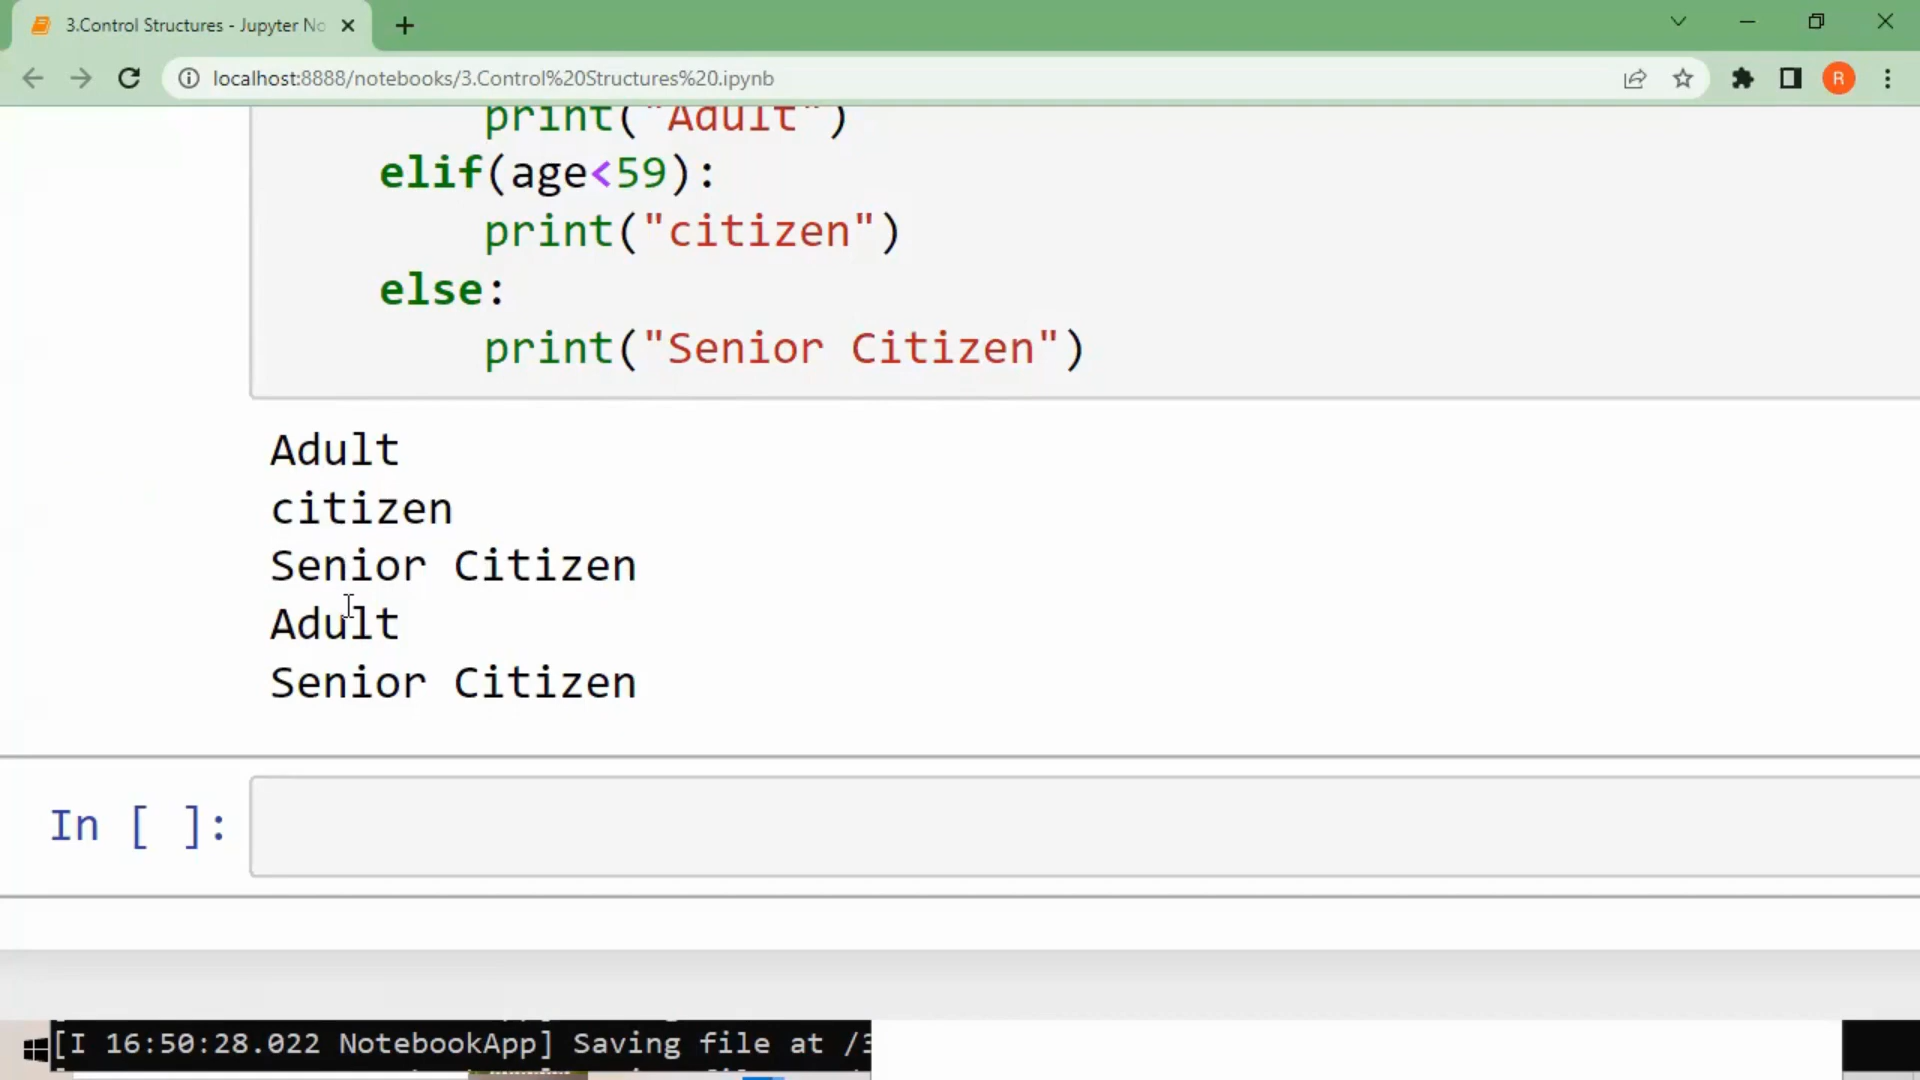 3.Control Structures - Jupyter No
localhost:8888/notebooks/3.Control%20Structures%20.ipynb
R
print("Adult")
elif(age<59):
print("citizen")
else:
print("Senior Citizen")
Adult
citizen
Senior Citizen
Adult
Senior Citizen
In [ ]:
[I 16:50:28.022 NotebookApp] Saving file at /3